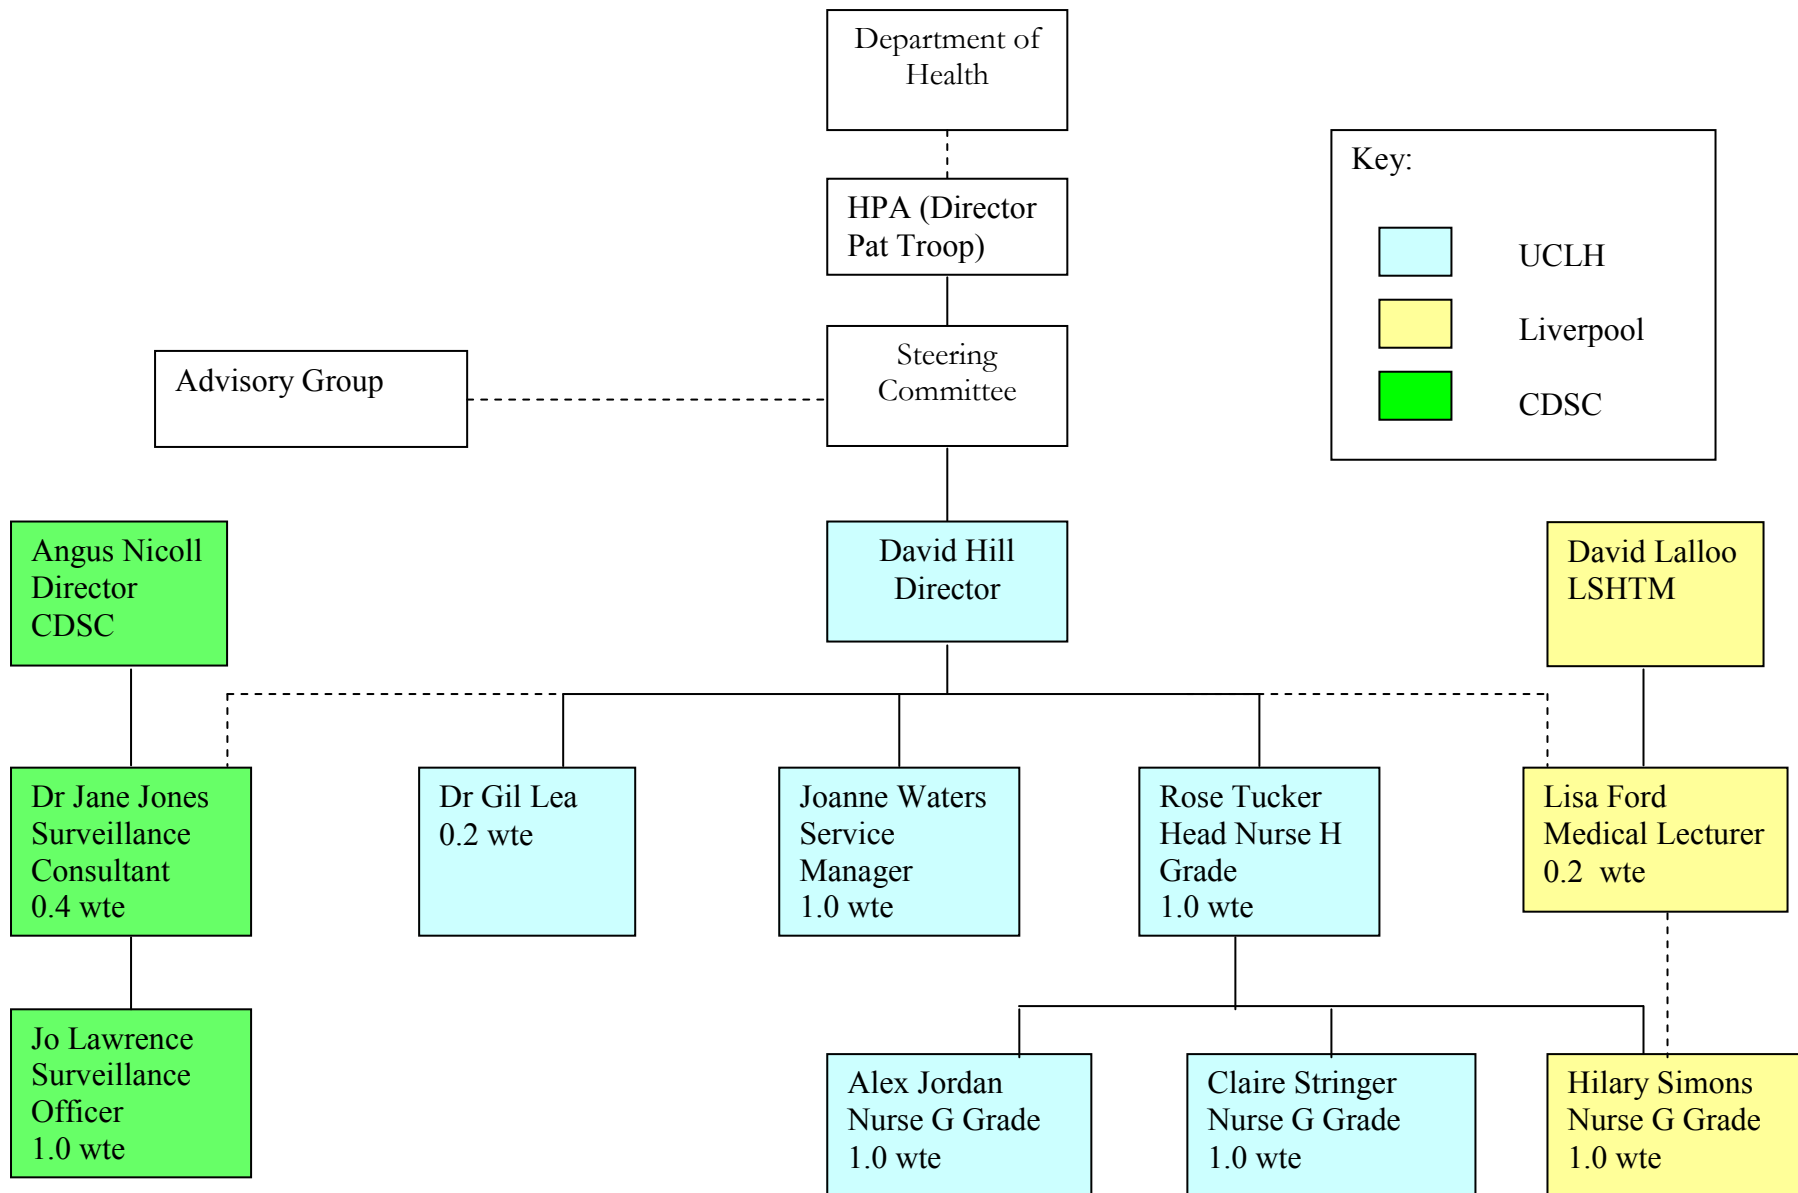 Department of
Health
HPA (Director
Pat Troop)
Key:
UCLH
Liverpool
CDSC
Advisory Group
Steering
Committee
Angus Nicoll
Director
CDSC
David Hill
Director
David Lalloo
LSHTM
Dr Jane Jones
Surveillance
Consultant
0.4 wte
Dr Gil Lea
0.2 wte
Joanne Waters
Service
Manager
1.0 wte
Rose Tucker
Head Nurse H
Grade
1.0 wte
Lisa Ford
Medical Lecturer
0.2 wte
Jo Lawrence
Surveillance
Officer
1.0 wte
Alex Jordan
Nurse G Grade
1.0 wte
Claire Stringer
Nurse G Grade
1.0 wte
Hilary Simons
Nurse G Grade
1.0 wte